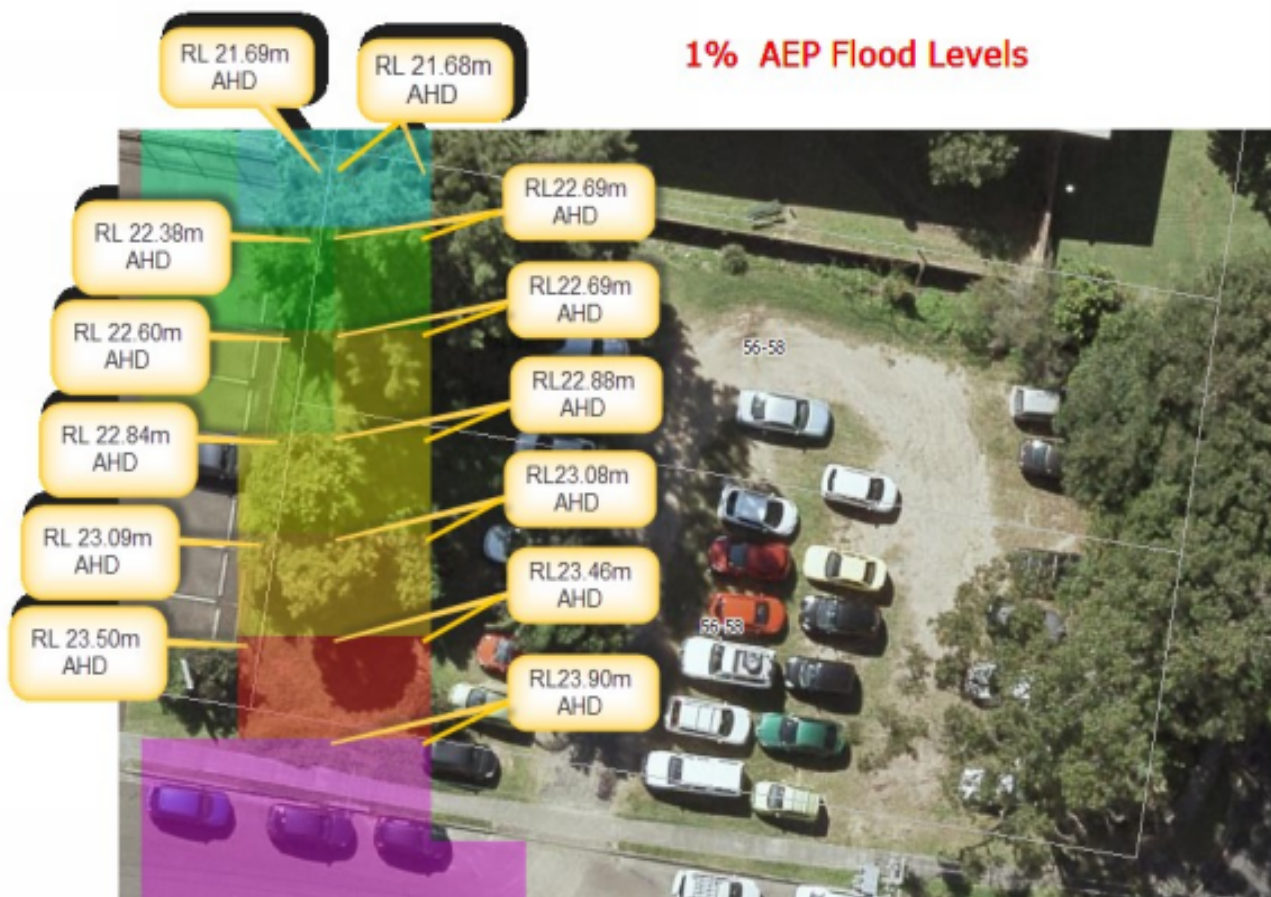 1% AEP Flood Levels
RL 21.69m
AHD
RL 21.68m
AHD
RL22.69m
AHD
RL 22.38m
AHD
RL22.69m
AHD
RL 22.60m
AHD
RL22.88m
AHD
RL 22.84m
AHD
RL23.08m
AHD
RL 23.09m
AHD
RL23.46m
AHD
RL 23.50m
AHD
RL23.90m
AHD
56-58
56-58